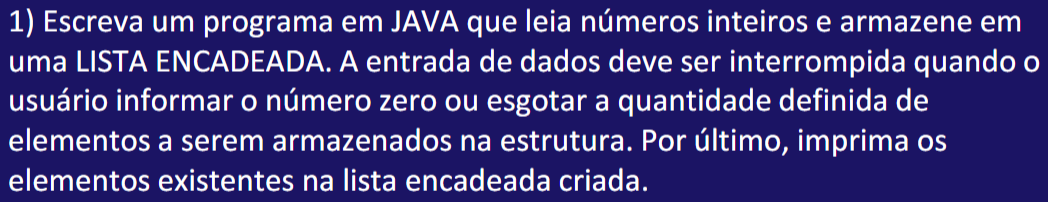 1) Escreva um programa em JAVA que leia números inteiros e armazene em
uma LISTA ENCADEADA. A entrada de dados deve ser interrompida quando o
usuário informar o número zero ou esgotar a quantidade definida de
elementos a serem armazenados na estrutura. Por último, imprima os
elementos existentes na lista encadeada criada.